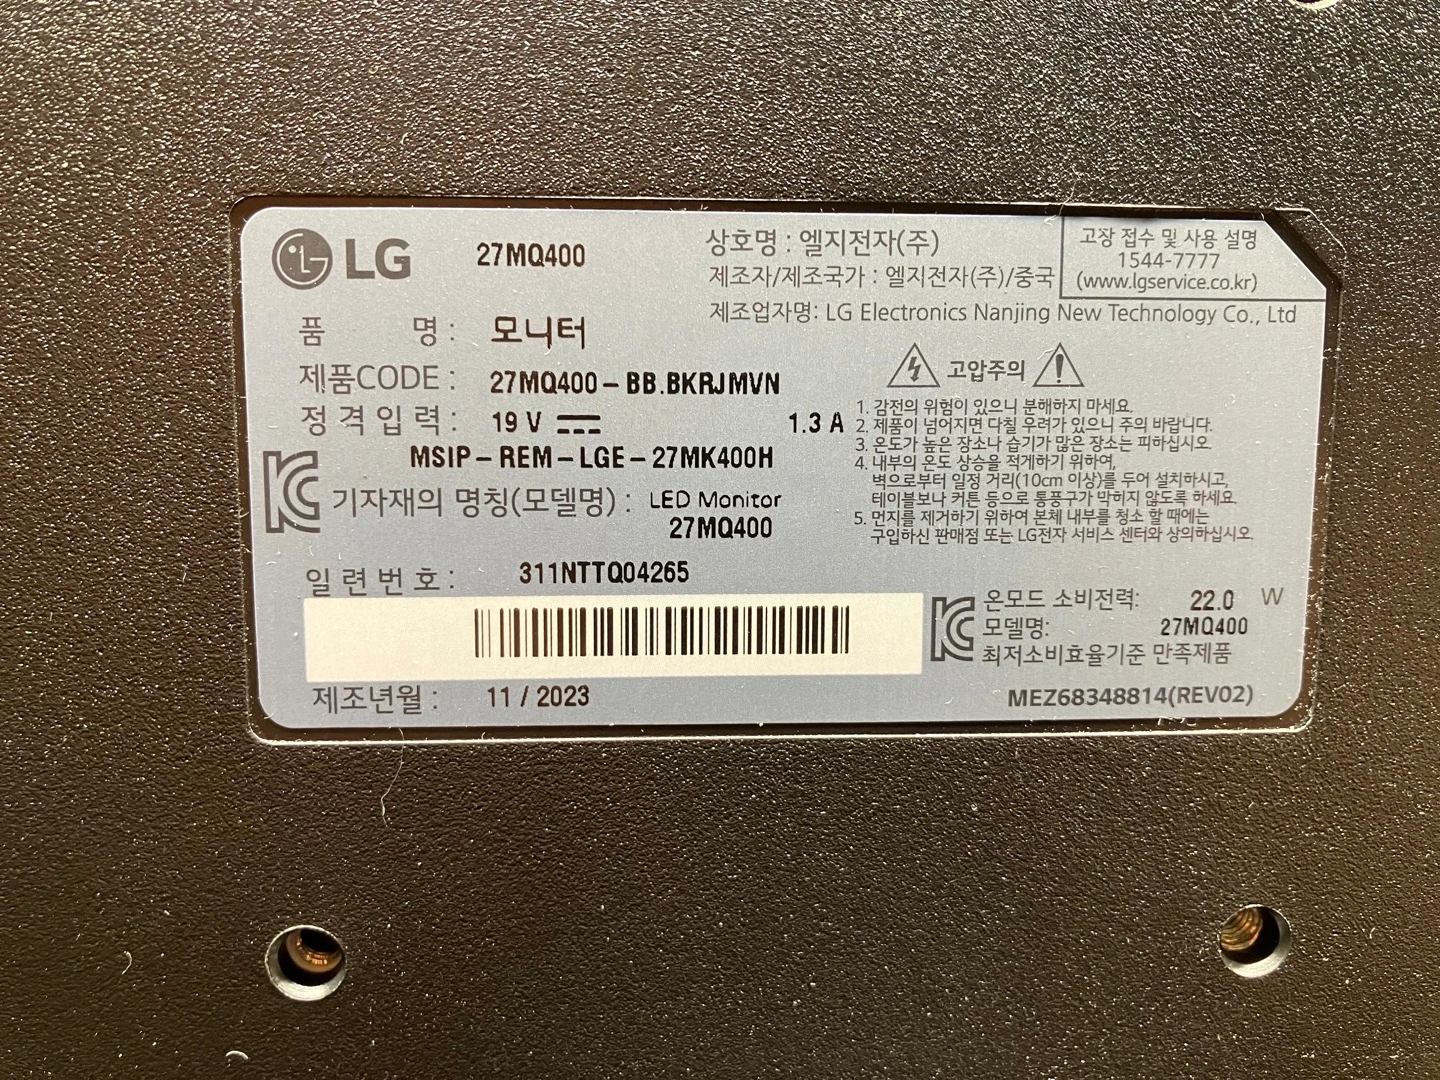 LG 27MQ400
상호명 : 엘지전자(주)
제조자/제조국가 : 엘지전자(주)/중국
제조업자명: LG Electronics Nanjing New Technology Co., Ltd
고장 접수 및 사용 설명
1544-7777
(www.lgservice.co.kr)
품 명 : 모니터
제품CODE : 27MQ400-BB.BKRJMVN
정격입력 : 19 V 1.3 A
MSIP-REM-LGE-27MK400H
기자재의 명칭(모델명) : LED Monitor
27MQ400
고압주의
1. 감전의 위험이 있으니 분해하지 마세요.
2. 제품이 넘어지면 다칠 우려가 있으니 주의 바랍니다.
3. 온도가 높은 장소나 습기가 많은 장소는 피하십시오.
4. 내부의 온도 상승을 적게하기 위하여,
벽으로부터 일정 거리(10cm 이상)를 두어 설치하시고,
테이블보나 커튼 등으로 통풍구가 막히지 않도록 하세요.
5. 먼지를 제거하기 위하여 본체 내부를 청소 할 때에는
구입하신 판매점 또는 LG전자 서비스 센터와 상의하십시오.
일련번호 : 311NTTQ04265
제조년월 : 11 / 2023
온모드 소비전력: 22.0 W
모델명: 27MQ400
최저소비효율기준 만족제품
MEZ68348814(REV02)